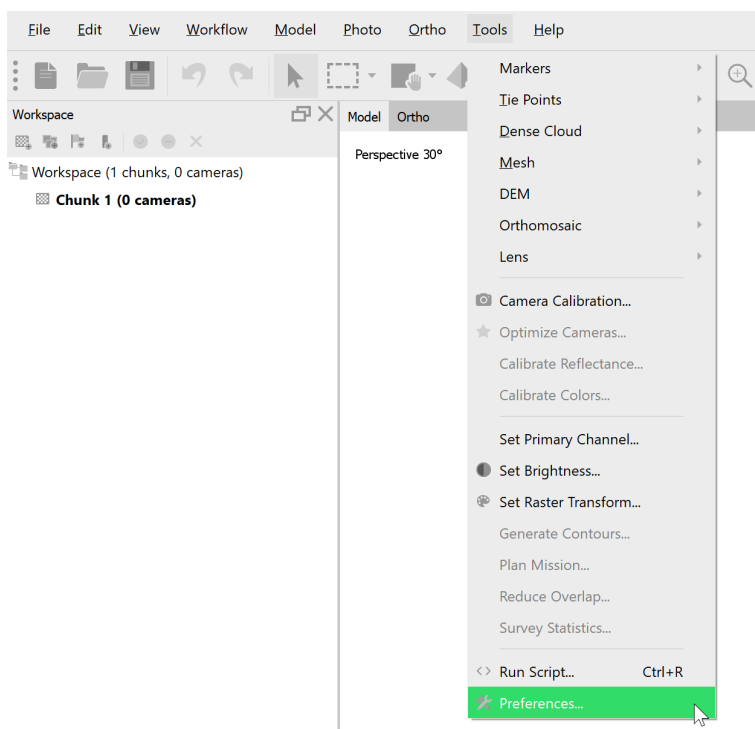 File Edit View Workflow Model Photo Ortho Tools Help
Workspace
Model Ortho
Perspective 30°
Workspace (1 chunks, 0 cameras)
Chunk 1 (0 cameras)
Markers
Tie Points
Dense Cloud
Mesh
DEM
Orthomosaic
Lens
Camera Calibration...
Optimize Cameras...
Calibrate Reflectance...
Calibrate Colors...
Set Primary Channel...
Set Brightness...
Set Raster Transform...
Generate Contours...
Plan Mission...
Reduce Overlap...
Survey Statistics...
Run Script... Ctrl+R
Preferences...